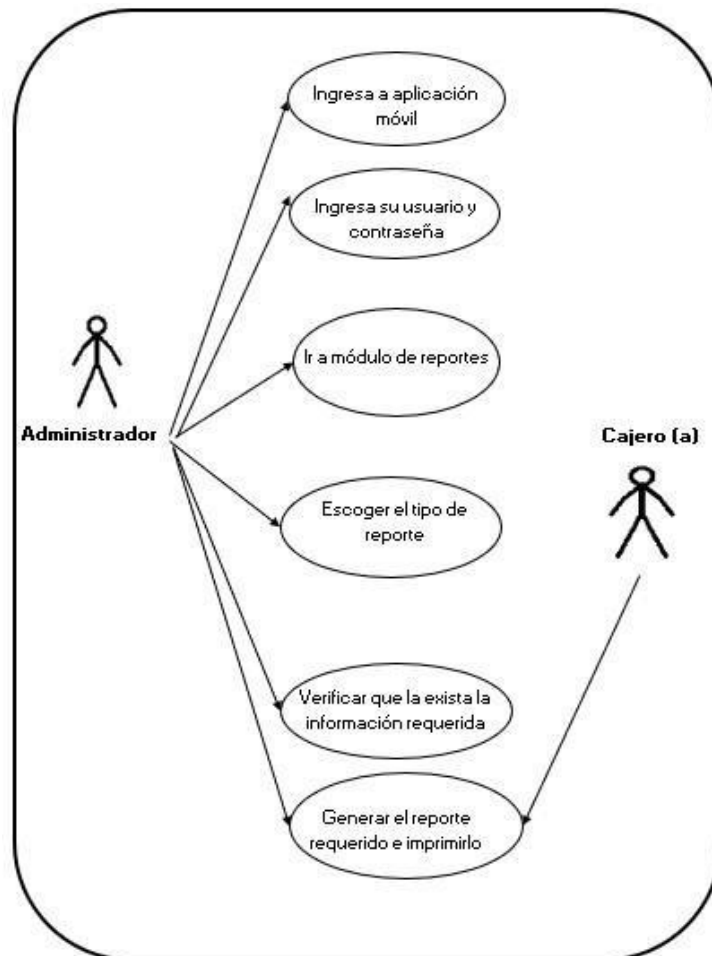 Ingresa a aplicación
móvil
Ingresa su usuario y
contraseña
Ir a módulo de reportes
Administrador
Cajero (a)
Escoger el tipo de
reporte
Verificar que la exista la
información requerida
Generar el reporte
requerido e imprimirlo